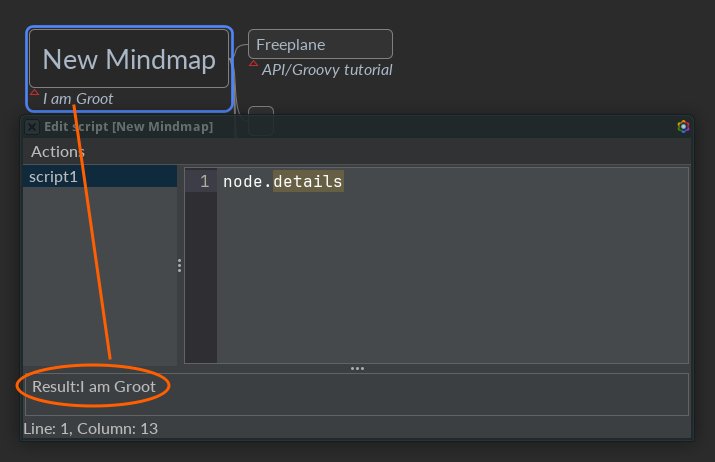 New Mindmap
I am Groot
Freeplane
API/Groovy tutorial
Edit script [New Mindmap]
Actions
script1
1 node.details
Result:I am Groot
Line: 1, Column: 13